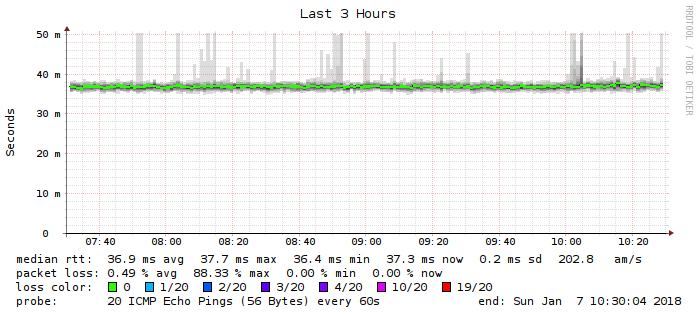 Last 3 Hours
RRDTOOL / TOBI OETIKER
Seconds
50 m
40 m
30 m
20 m
10 m
0
07:40 08:00 08:20 08:40 09:00 09:20 09:40 10:00 10:20
median rtt: 36.9 ms avg 37.7 ms max 36.4 ms min 37.3 ms now 0.2 ms sd 202.8 am/s
packet loss: 0.49 % avg 88.33 % max 0.00 % min 0.00 % now
loss color: 0 1/20 2/20 3/20 4/20 10/20 19/20
probe: 20 ICMP Echo Pings (56 Bytes) every 60s end: Sun Jan 7 10:30:04 2018